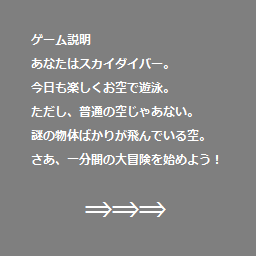 ゲーム説明
あなたはスカイダイバー。
今日も楽しくお空で遊泳。
ただし、普通の空じゃあない。
謎の物体ばかりが飛んでいる空。
さあ、一分間の大冒険を始めよう！
⇒⇒⇒